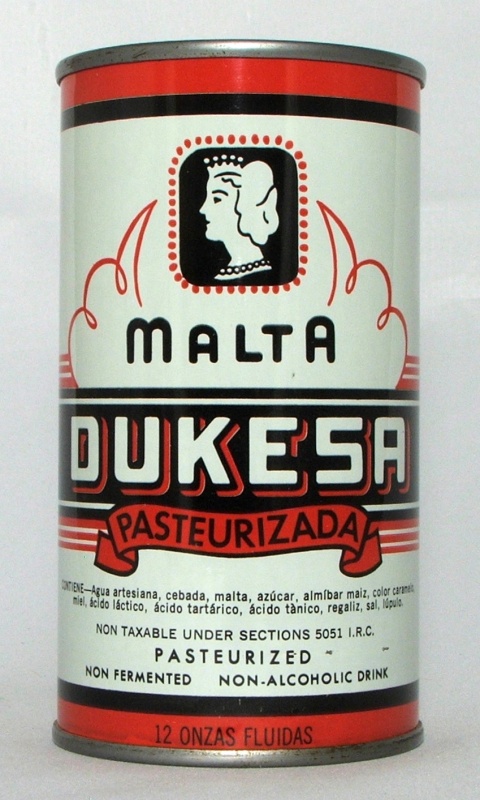 MALTA
DUKESA
PASTEURIZADA
CONTIENE—Agua artesiana, cebada, malta, azúcar, almíbar maiz, color caramelo,
miel, ácido láctico, ácido tartárico, ácido tànico, regaliz, sal, lúpulo.
NON TAXABLE UNDER SECTIONS 5051 I.R.C.
PASTEURIZED
NON FERMENTED NON-ALCOHOLIC DRINK
12 ONZAS FLUIDAS